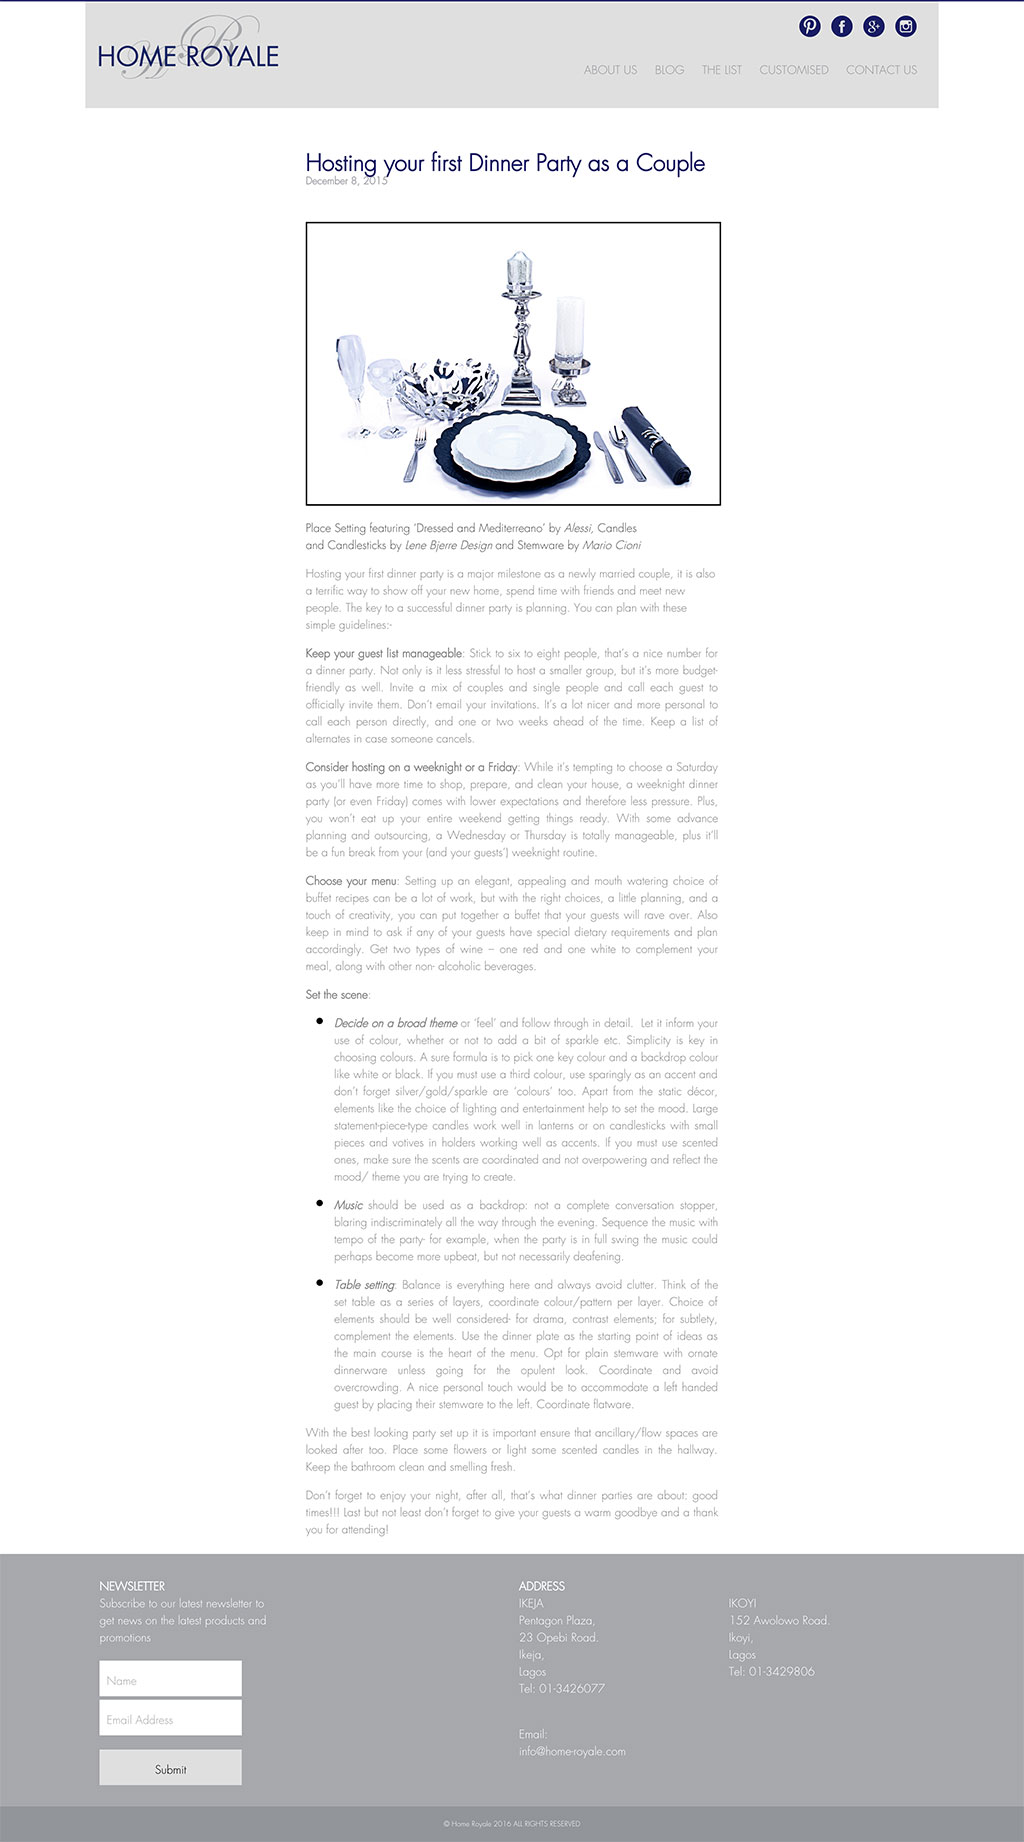 HOME ROYALE
ABOUT US BLOG THE LIST CUSTOMISED CONTACT US
Hosting your first Dinner Party as a Couple
December 8, 2015
Place Setting featuring ‘Dressed and Mediterreano’ by Alessi, Candles
and Candlesticks by Lene Bjerre Design and Stemware by Mario Cioni
Hosting your first dinner party is a major milestone as a newly married couple, it is also
a terrific way to show off your new home, spend time with friends and meet new
people. The key to a successful dinner party is planning. You can plan with these
simple guidelines:-
Keep your guest list manageable: Stick to six to eight people, that’s a nice number for
a dinner party. Not only is it less stressful to host a smaller group, but it’s more budget-
friendly as well. Invite a mix of couples and single people and call each guest to
officially invite them. Don’t email your invitations. It’s a lot nicer and more personal to
call each person directly, and one or two weeks ahead of the time. Keep a list of
alternates in case someone cancels.
Consider hosting on a weeknight or a Friday: While it’s tempting to choose a Saturday
as you’ll have more time to shop, prepare, and clean your house, a weeknight dinner
party (or even Friday) comes with lower expectations and therefore less pressure. Plus,
you won’t eat up your entire weekend getting things ready. With some advance
planning and outsourcing, a Wednesday or Thursday is totally manageable, plus it’ll
be a fun break from your (and your guests’) weeknight routine.
Choose your menu: Setting up an elegant, appealing and mouth watering choice of
buffet recipes can be a lot of work, but with the right choices, a little planning, and a
touch of creativity, you can put together a buffet that your guests will rave over. Also
keep in mind to ask if any of your guests have special dietary requirements and plan
accordingly. Get two types of wine – one red and one white to complement your
meal, along with other non- alcoholic beverages.
Set the scene:
• Decide on a broad theme or ‘feel’ and follow through in detail. Let it inform your
use of colour, whether or not to add a bit of sparkle etc. Simplicity is key in
choosing colours. A sure formula is to pick one key colour and a backdrop colour
like white or black. If you must use a third colour, use sparingly as an accent and
don’t forget silver/gold/sparkle are ‘colours’ too. Apart from the static décor,
elements like the choice of lighting and entertainment help to set the mood. Large
statement-piece-type candles work well in lanterns or on candlesticks with small
pieces and votives in holders working well as accents. If you must use scented
ones, make sure the scents are coordinated and not overpowering and reflect the
mood/ theme you are trying to create.
• Music should be used as a backdrop: not a complete conversation stopper,
blaring indiscriminately all the way through the evening. Sequence the music with
tempo of the party- for example, when the party is in full swing the music could
perhaps become more upbeat, but not necessarily deafening.
• Table setting: Balance is everything here and always avoid clutter. Think of the
set table as a series of layers, coordinate colour/pattern per layer. Choice of
elements should be well considered- for drama, contrast elements; for subtlety,
complement the elements. Use the dinner plate as the starting point of ideas as
the main course is the heart of the menu. Opt for plain stemware with ornate
dinnerware unless going for the opulent look. Coordinate and avoid
overcrowding. A nice personal touch would be to accommodate a left handed
guest by placing their stemware to the left. Coordinate flatware.
With the best looking party set up it is important ensure that ancillary/flow spaces are
looked after too. Place some flowers or light some scented candles in the hallway.
Keep the bathroom clean and smelling fresh.
Don’t forget to enjoy your night, after all, that’s what dinner parties are about: good
times!!! Last but not least don’t forget to give your guests a warm goodbye and a thank
you for attending!
NEWSLETTER
Subscribe to our latest newsletter to
get news on the latest products and
promotions
Name
Email Address
Submit
ADDRESS
IKEJA
Pentagon Plaza,
23 Opebi Road.
Ikeja,
Lagos
Tel: 01-3426077
Email:
info@home-royale.com
IKOYI
152 Awolowo Road.
Ikoyi,
Lagos
Tel: 01-3429806
© Home Royale 2016 ALL RIGHTS RESERVED